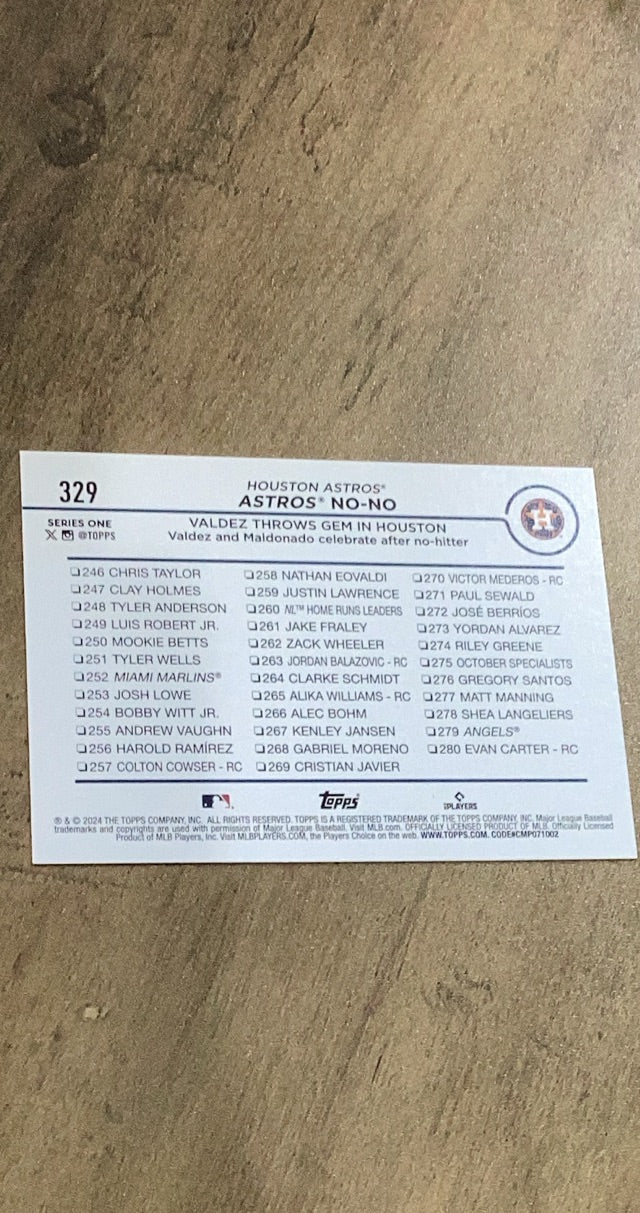 329
HOUSTON ASTROS®
ASTROS® NO-NO
SERIES ONE
@TOPPS
VALDEZ THROWS GEM IN HOUSTON
Valdez and Maldonado celebrate after no-hitter
H
❏246 CHRIS TAYLOR
❏247 CLAY HOLMES
❏248 TYLER ANDERSON
❏249 LUIS ROBERT JR.
❏250 MOOKIE BETTS
❏251 TYLER WELLS
❏252 MIAMI MARLINS®
❏253 JOSH LOWE
❏254 BOBBY WITT JR.
❏255 ANDREW VAUGHN
❏256 HAROLD RAMÍREZ
❏257 COLTON COWSER - RC
❏258 NATHAN EOVALDI
❏259 JUSTIN LAWRENCE
❏260 NL™ HOME RUNS LEADERS
❏261 JAKE FRALEY
❏262 ZACK WHEELER
❏263 JORDAN BALAZOVIC - RC
❏264 CLARKE SCHMIDT
❏265 ALIKA WILLIAMS - RC
❏266 ALEC BOHM
❏267 KENLEY JANSEN
❏268 GABRIEL MORENO
❏269 CRISTIAN JAVIER
❏270 VICTOR MEDEROS - RC
❏271 PAUL SEWALD
❏272 JOSÉ BERRÍOS
❏273 YORDAN ALVAREZ
❏274 RILEY GREENE
❏275 OCTOBER SPECIALISTS
❏276 GREGORY SANTOS
❏277 MATT MANNING
❏278 SHEA LANGELIERS
❏279 ANGELS®
❏280 EVAN CARTER - RC
Topps
PLAYERS
® & © 2024 THE TOPPS COMPANY, INC. ALL RIGHTS RESERVED. TOPPS IS A REGISTERED TRADEMARK OF THE TOPPS COMPANY, INC. Major League Baseball
trademarks and copyrights are used with permission of Major League Baseball. Visit MLB.com. OFFICIALLY LICENSED PRODUCT OF MLB. Officially Licensed
Product of MLB Players, Inc. Visit MLBPLAYERS.COM, the Players Choice on the web. WWW.TOPPS.COM. CODE#CMP071002